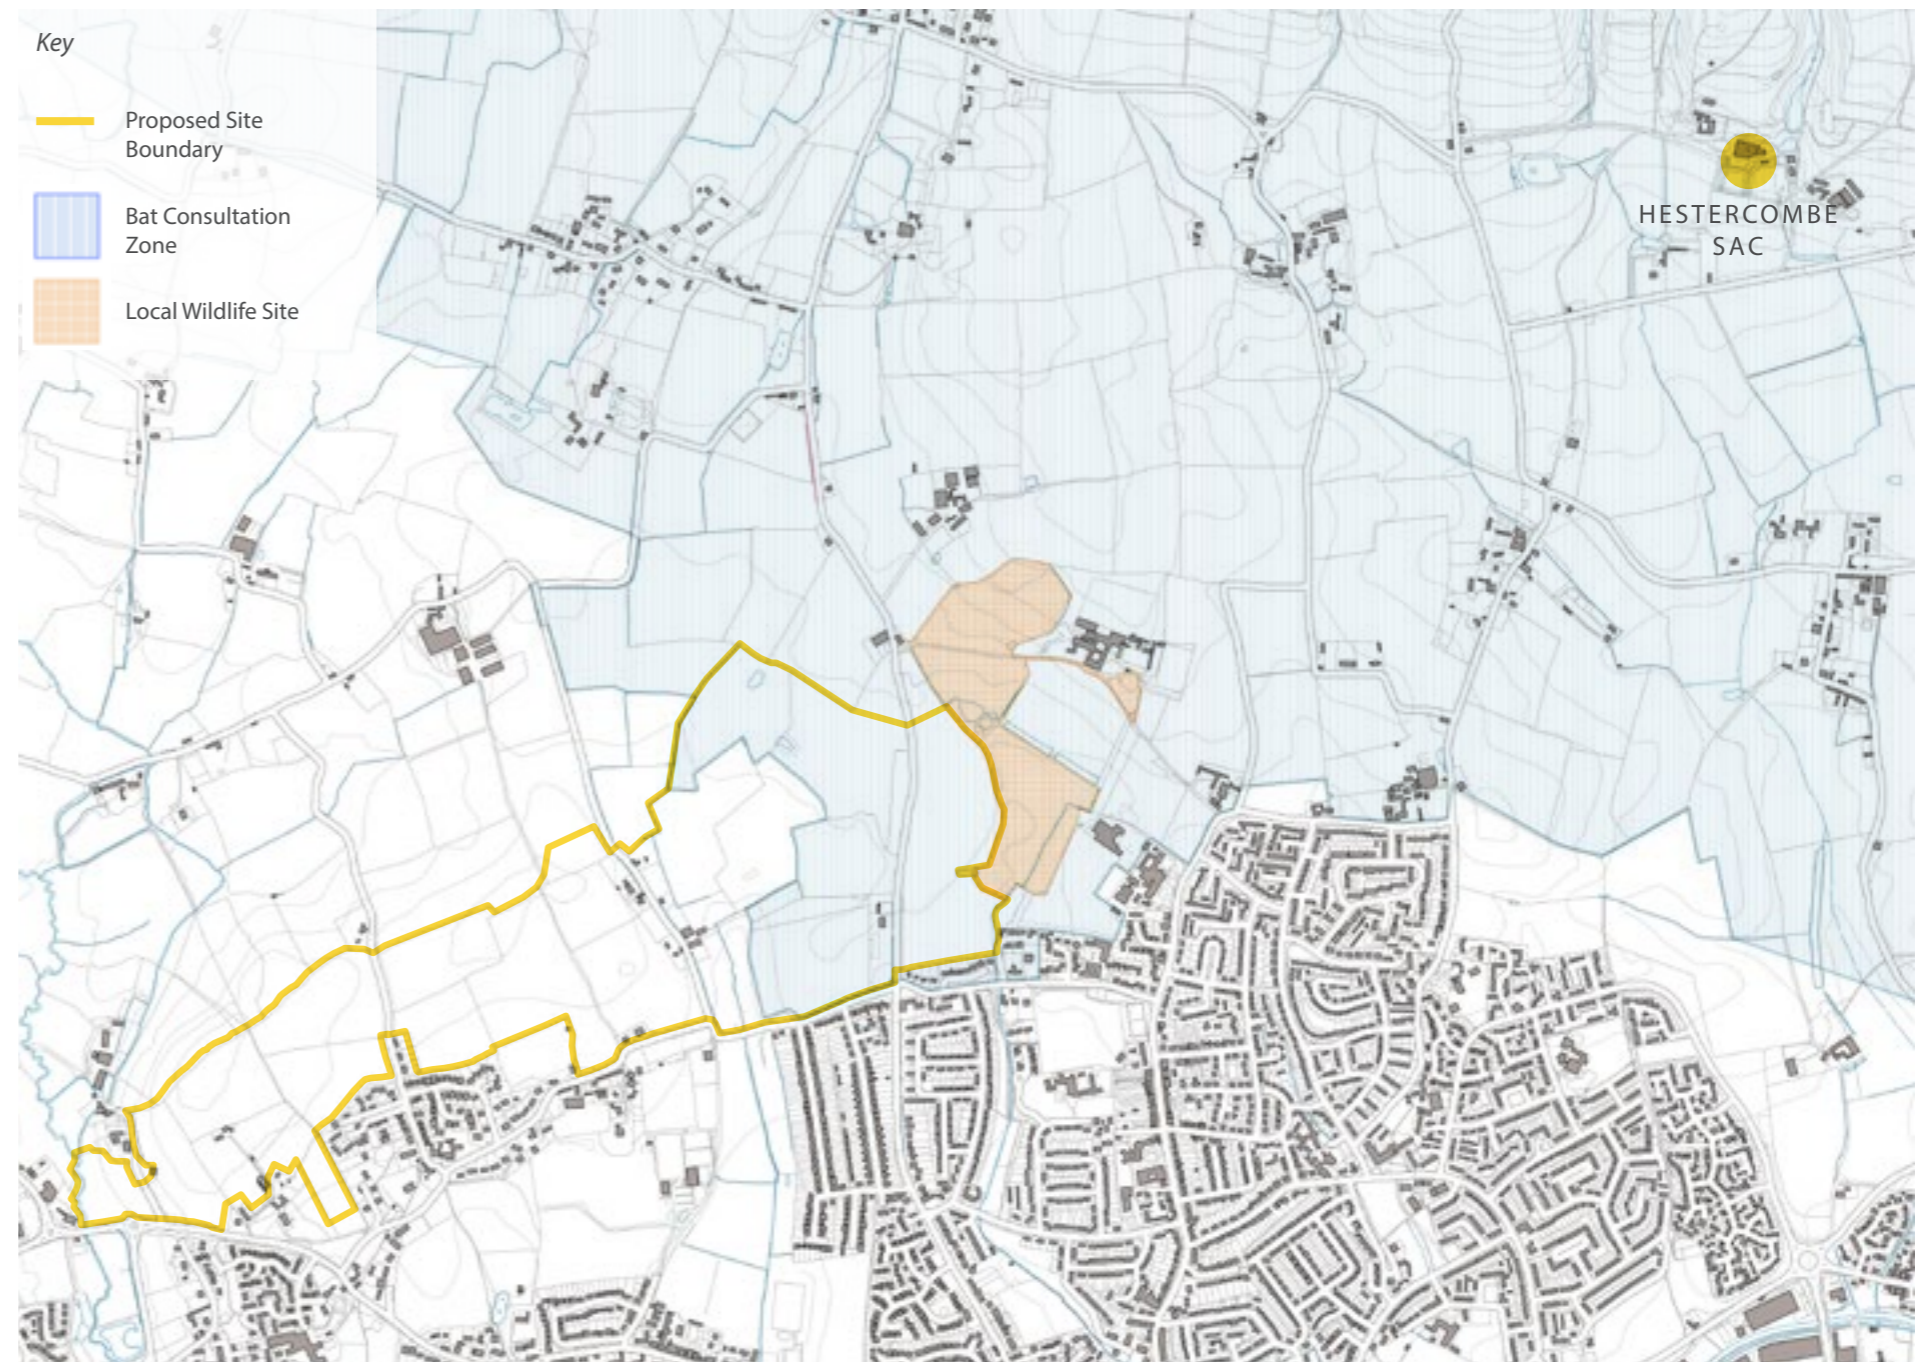 Key
Proposed Site
Boundary
Bat Consultation
Zone
Local Wildlife Site
HESTERCOMBE
SAC